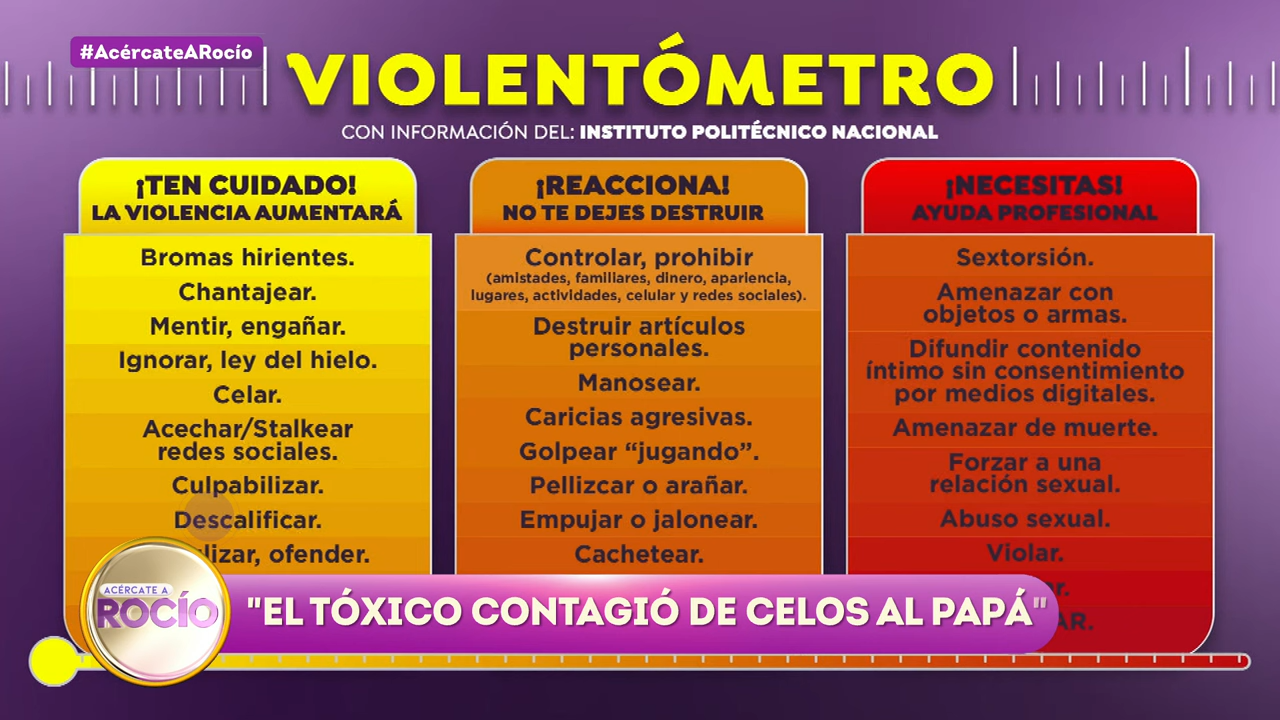 #AcércateARocío
VIOLENTÓMETRO
CON INFORMACIÓN DEL: INSTITUTO POLITÉCNICO NACIONAL
¡TEN CUIDADO!
LA VIOLENCIA AUMENTARÁ
Bromas hirientes.
Chantajear.
Mentir, engañar.
Ignorar, ley del hielo.
Celar.
Acechar/Stalkear
redes sociales.
Culpabilizar.
Descalificar.
ofender.
¡REACCIONA!
NO TE DEJES DESTRUIR
Controlar, prohibir
(amistades, familiares, dinero, apariencia,
lugares, actividades, celular y redes sociales).
Destruir artículos
personales.
Manosear.
Caricias agresivas.
Golpear “jugando”.
Pellizcar o arañar.
Empujar o jalonear.
Cachetear.
¡NECESITAS!
AYUDA PROFESIONAL
Sextorsión.
Amenazar con
objetos o armas.
Difundir contenido
íntimo sin consentimiento
por medios digitales.
Amenazar de muerte.
Forzar a una
relación sexual.
Abuso sexual.
Violar.
ACÉRCATE A
ROCÍO
"EL TÓXICO CONTAGIÓ DE CELOS AL PAPÁ"